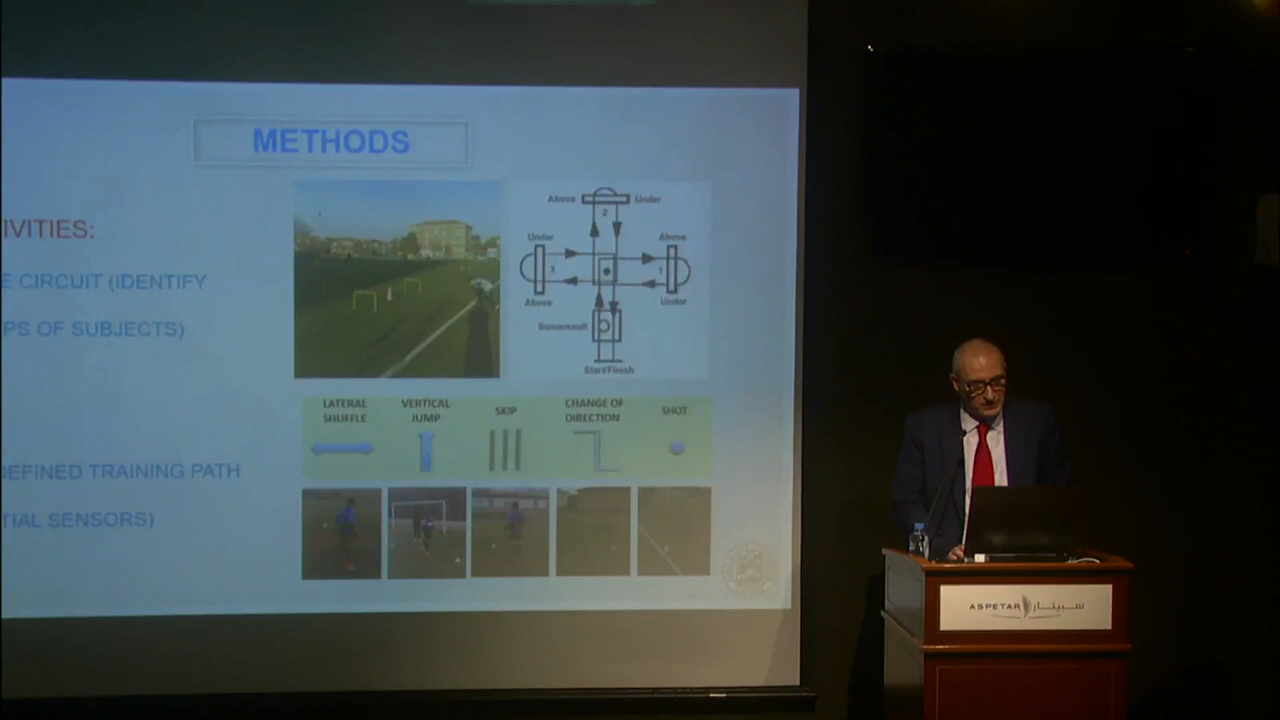 METHODS
IVITIES:
E CIRCUIT (IDENTIFY
PS OF SUBJECTS)
DEFINED TRAINING PATH
TIAL SENSORS)
Above
Under
2
Under
Above
3
1
Above
Under
Somersault
Start/Finish
LATERAL SHUFFLE
VERTICAL JUMP
SKIP
CHANGE OF DIRECTION
SHOT
ASPETAR سبيتار